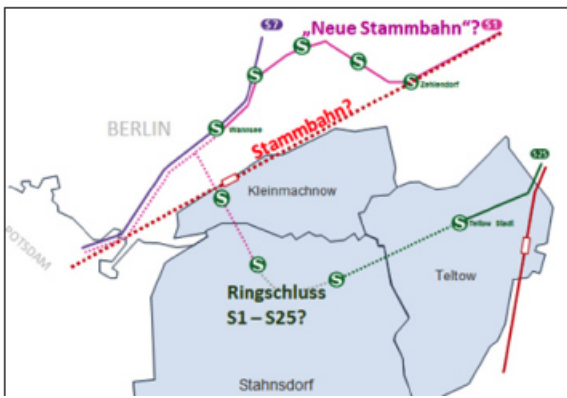 S7
„Neue Stammbahn“?
S1
S
S
S
S
Zehlendorf
S
Wannsee
BERLIN
Stammbahn?
S25
Kleinmachnow
S
POTSDAM
S
Teltow Stadt
S
S
Teltow
Ringschluss
S1 – S25?
Stahnsdorf